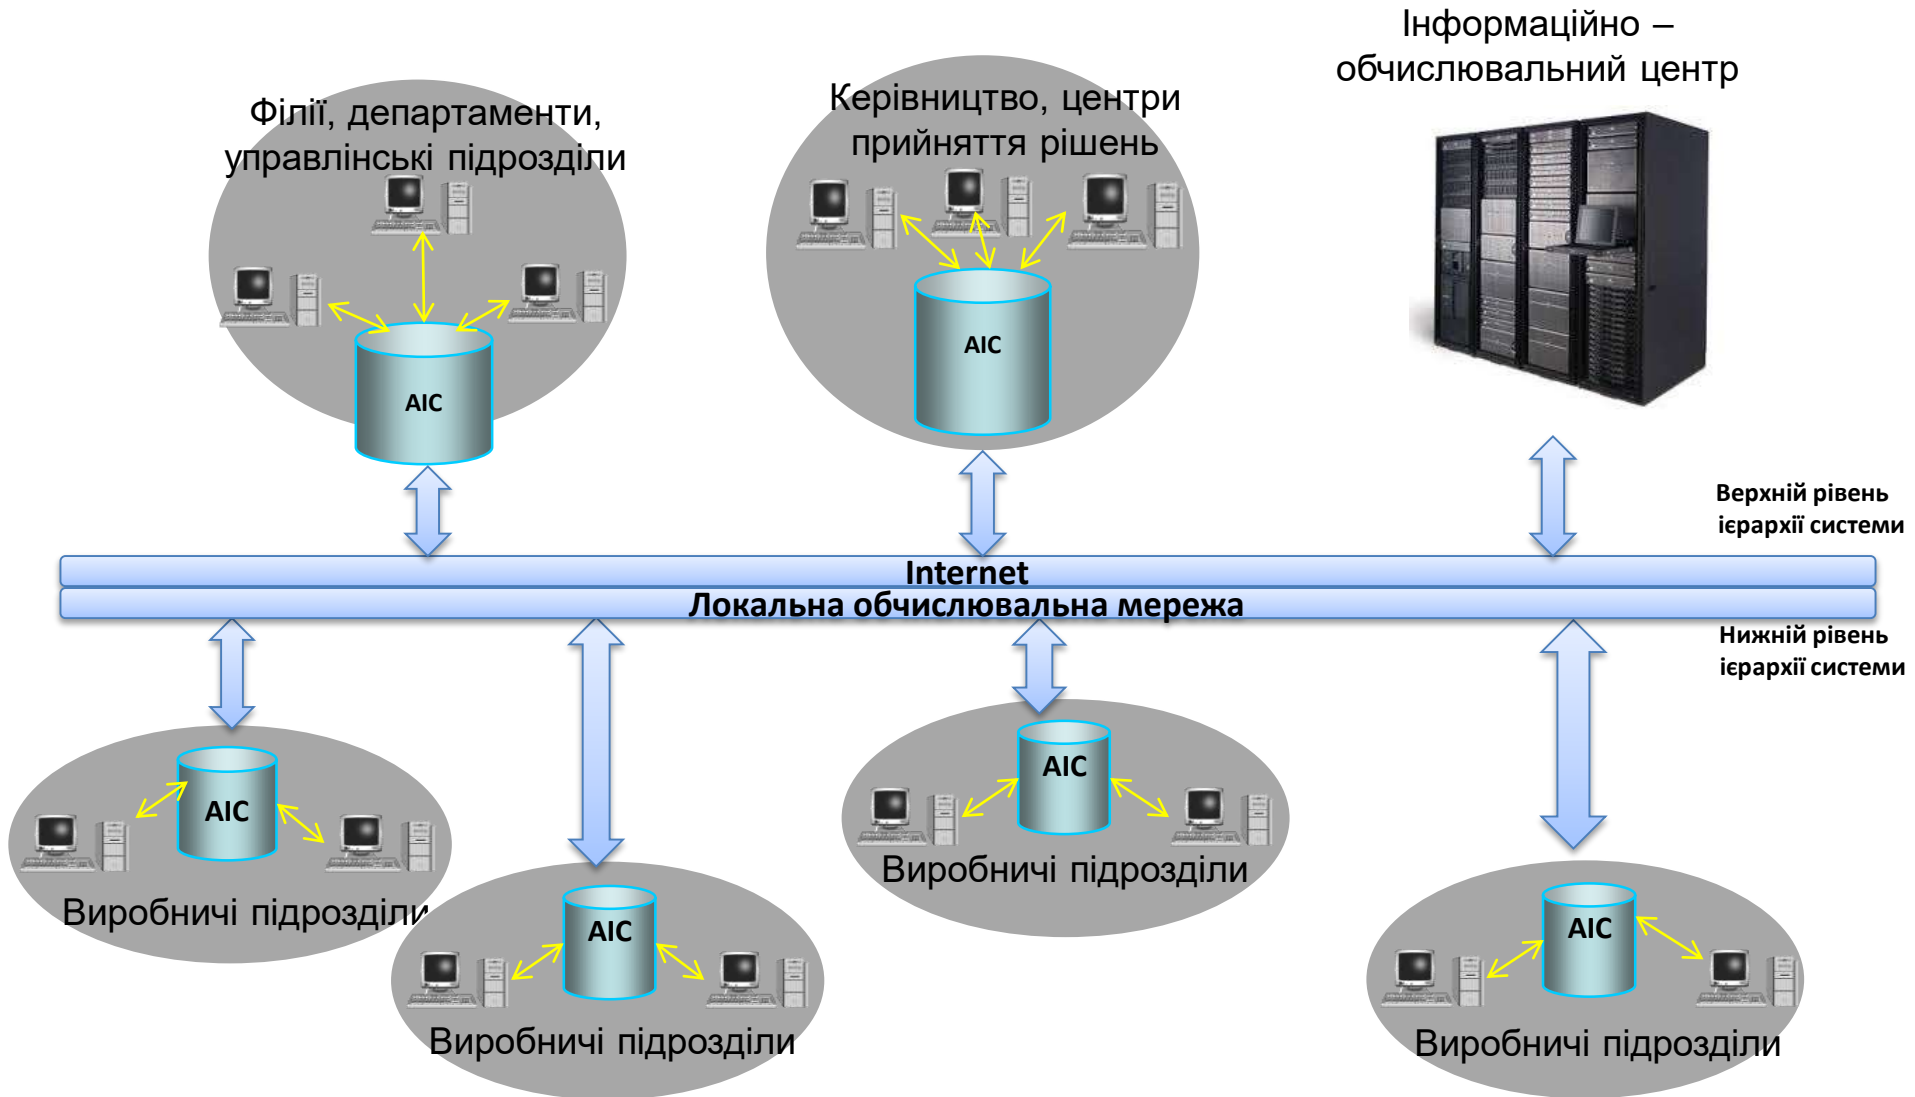 Інформаційно –
обчислювальний центр
Філії, департаменти,
управлінські підрозділи
Керівництво, центри
прийняття рішень
АІС
АІС
Верхній рівень
ієрархії системи
Internet
Локальна обчислювальна мережа
Нижній рівень
ієрархії системи
АІС
Виробничі підрозділи
АІС
Виробничі підрозділи
АІС
Виробничі підрозділи
АІС
Виробничі підрозділи